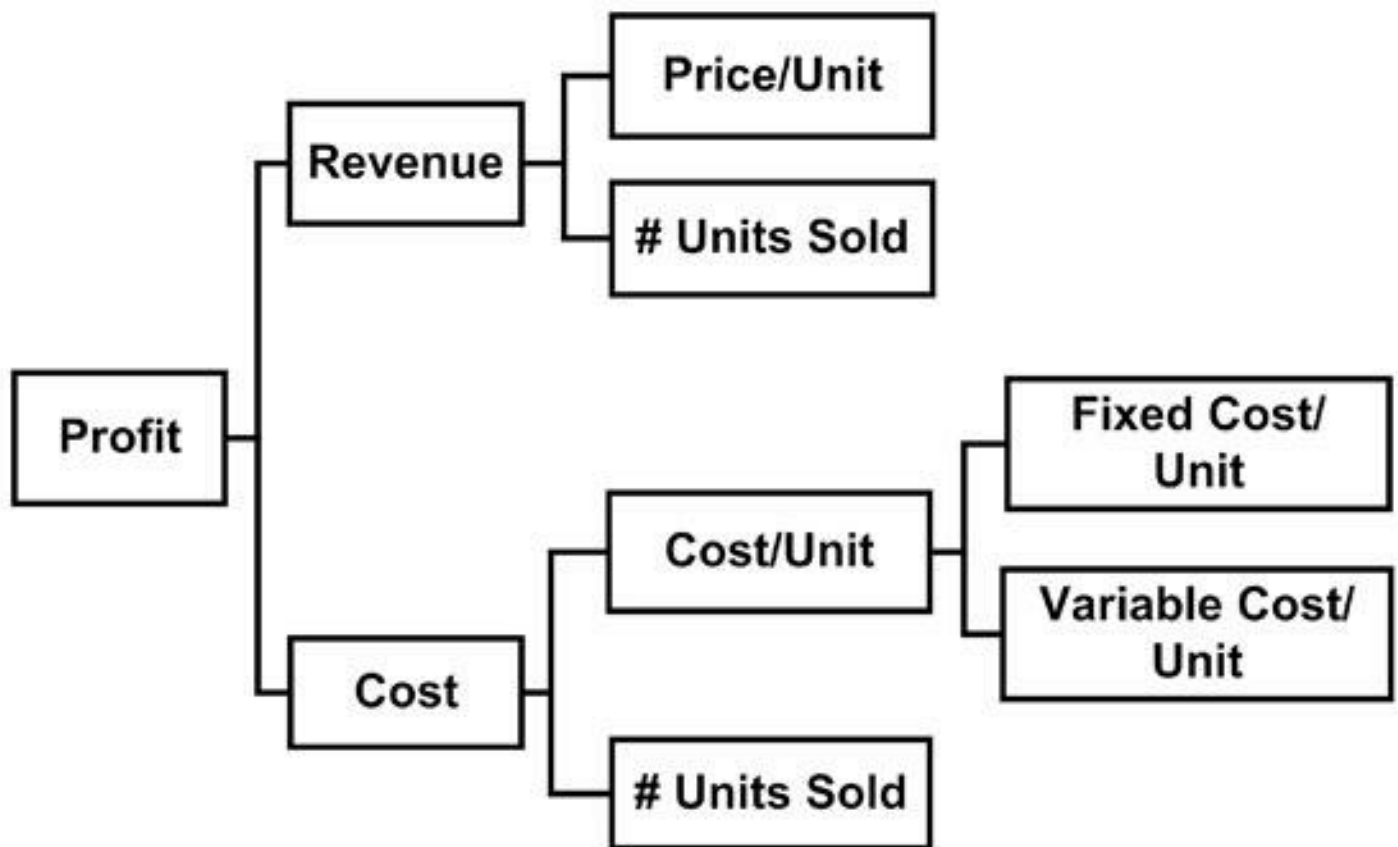 Price/Unit
Revenue
# Units Sold
Profit
Fixed Cost/
Unit
Cost/Unit
Variable Cost/
Unit
Cost
# Units Sold